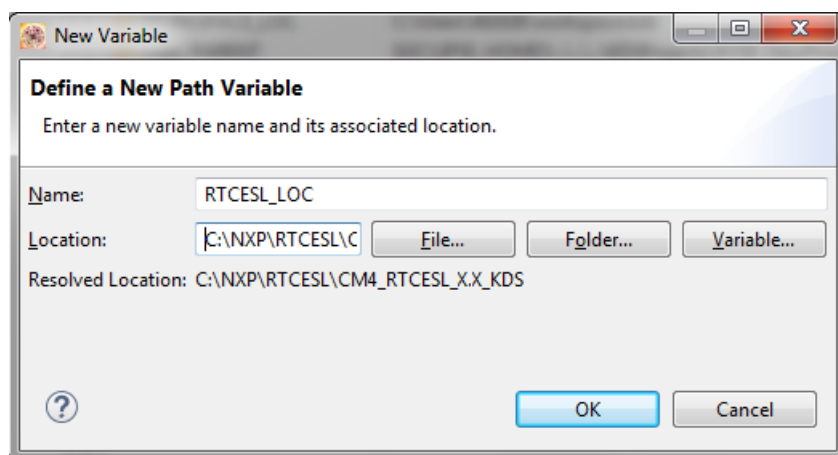 New Variable
Define a New Path Variable
Enter a new variable name and its associated location.
Name: RTCESL_LOC
Location: C:\NXP\RTCESL\C File... Folder... Variable...
Resolved Location: C:\NXP\RTCESL\CM4_RTCESL_X.X_KDS
? OK Cancel